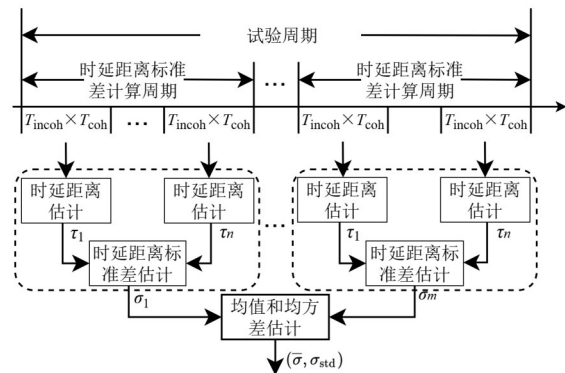 试验周期
时延距离标准
差计算周期
...
时延距离标准
差计算周期
T_incoh×T_coh
...
T_incoh×T_coh
T_incoh×T_coh
T_incoh×T_coh
时延距离
估计
时延距离
估计
时延距离
估计
时延距离
估计
τ1
τn
...
τ1
τn
时延距离标
准差估计
时延距离标
准差估计
σ1
σm
均值和均方
差估计
(σ̅, σ_std)